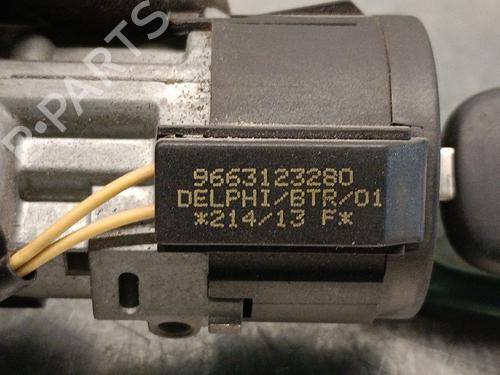 B-PARTS
9663123280
DELPHI/BTR/01
*214/13 F*